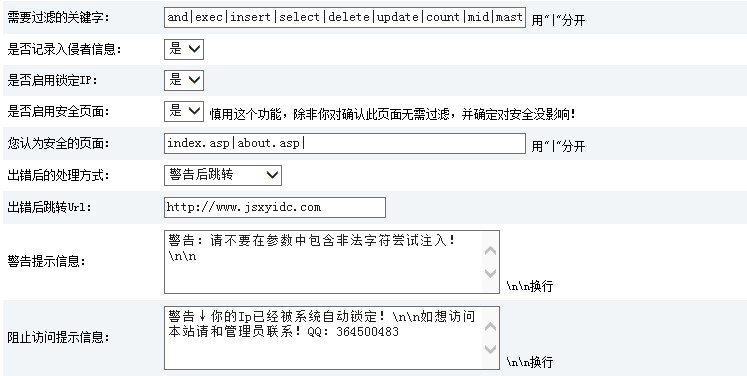 需要过滤的关键字： and|exec|insert|select|delete|update|count|mid|mast 用"|"分开
是否记录入侵者信息： 是
是否启用锁定IP： 是
是否启用安全页面： 是 慎用这个功能，除非你对确认此页面无需过滤，并确定对安全没影响！
您认为安全的页面： index.asp|about.asp| 用"|"分开
出错后的处理方式： 警告后跳转
出错后跳转Url： http://www.jsxyidc.com
警告提示信息： 警告：请不要在参数中包含非法字符尝试注入！
\n\n
\n\n换行
阻止访问提示信息： 警告↓你的Ip已经被系统自动锁定！\n\n如想访问
本站请和管理员联系！QQ：364500483
\n\n换行